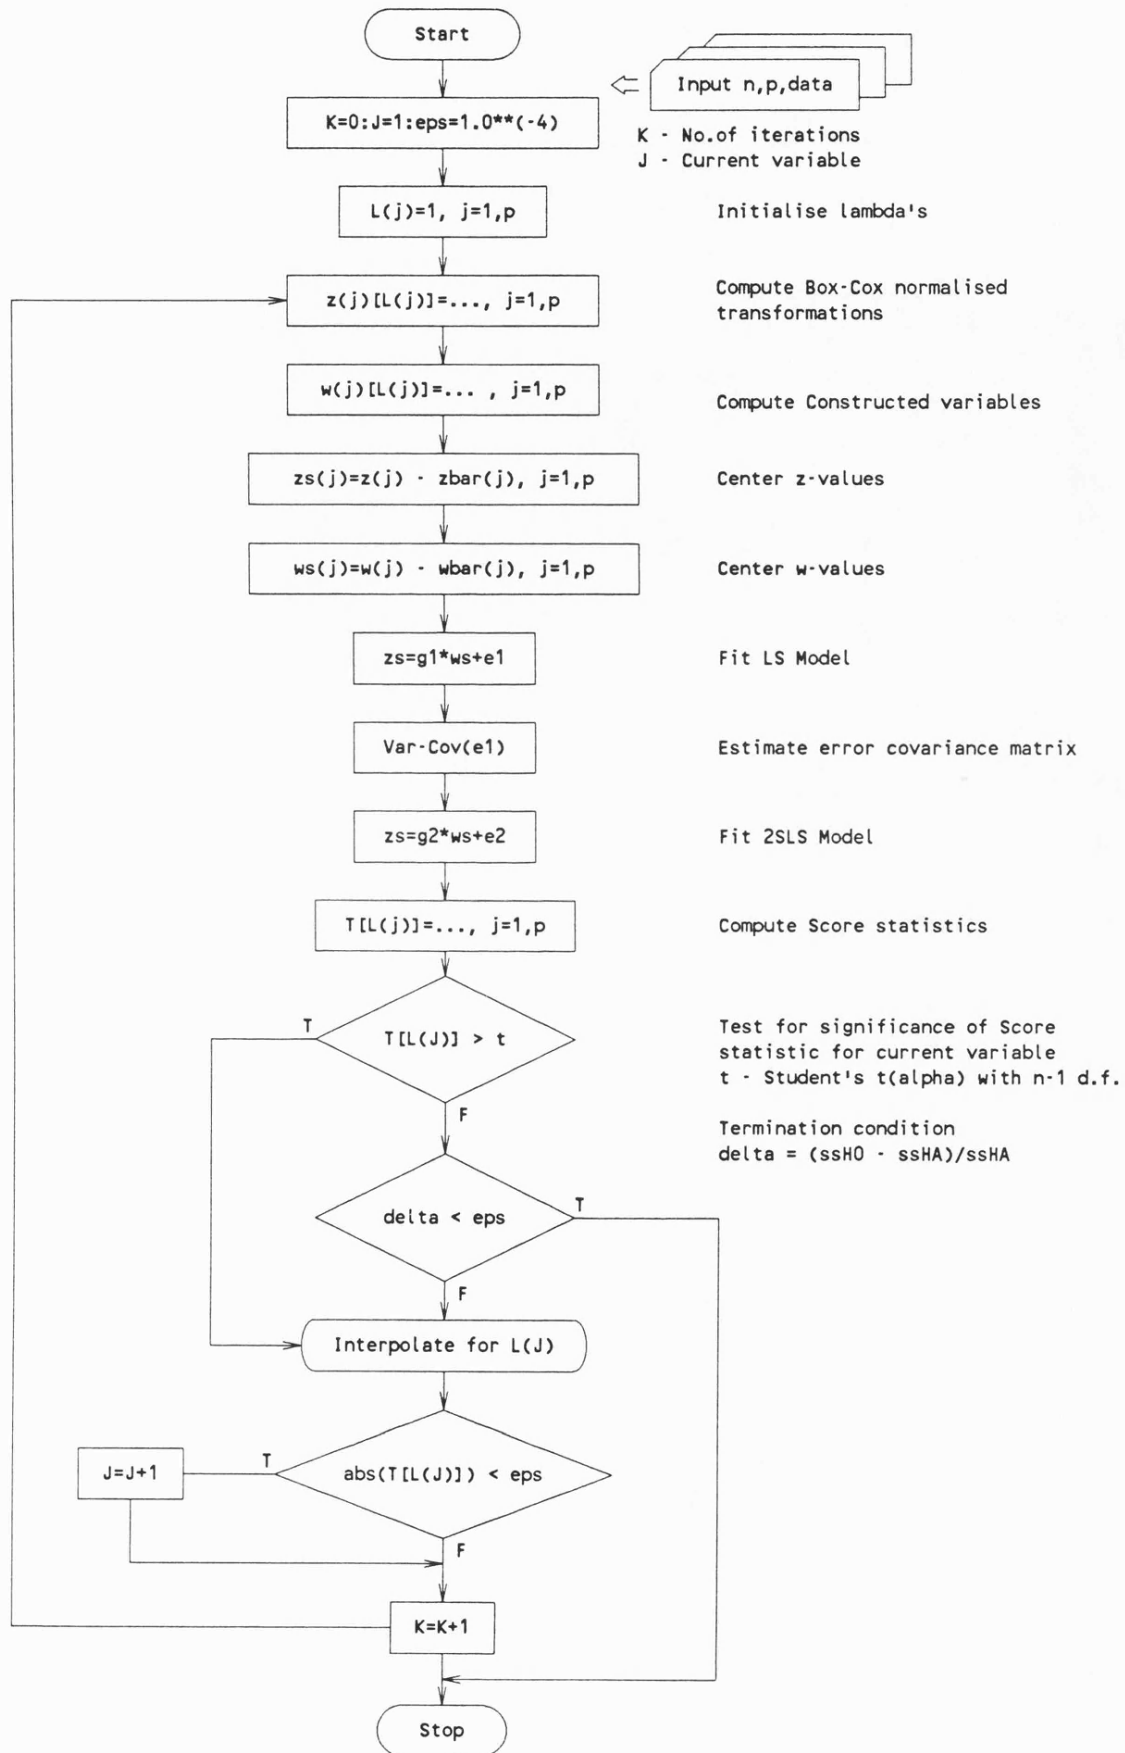 Start
Input n,p,data
K=0:J=1:eps=1.0**(-4)
K - No.of iterations
J - Current variable
L(j)=1, j=1,p
Initialise lambda's
z(j)[L(j)]=..., j=1,p
Compute Box-Cox normalised
transformations
w(j)[L(j)]=... , j=1,p
Compute Constructed variables
zs(j)=z(j) - zbar(j), j=1,p
Center z-values
ws(j)=w(j) - wbar(j), j=1,p
Center w-values
zs=g1*ws+e1
Fit LS Model
Var-Cov(e1)
Estimate error covariance matrix
zs=g2*ws+e2
Fit 2SLS Model
T[L(j)]=..., j=1,p
Compute Score statistics
T
T[L(J)] > t
Test for significance of Score
statistic for current variable
t - Student's t(alpha) with n-1 d.f.
F
Termination condition
delta = (ssHO - ssHA)/ssHA
delta < eps
T
F
Interpolate for L(J)
J=J+1
T
abs(T[L(J)]) < eps
F
K=K+1
Stop